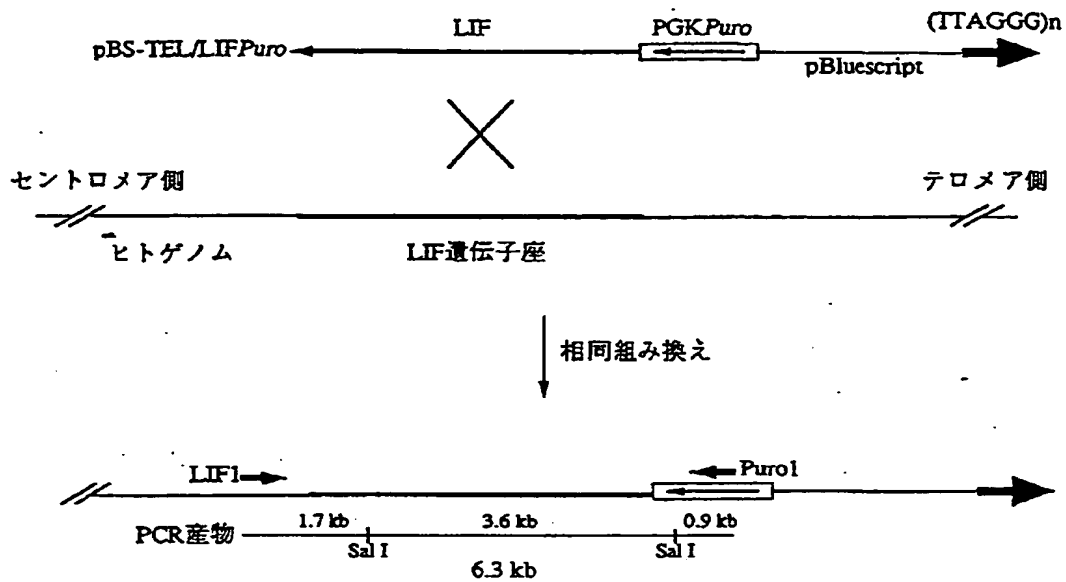 (TTAGGG)n
LIF
PGKPuro
pBS-TEL/LIFPuro
pBluescript
セントロメア側
テロメア側
ヒトゲノム
LIF遺伝子座
相同組み換え
LIF1
Puro1
1.7 kb
3.6 kb
0.9 kb
PCR産物
Sal I
Sal I
6.3 kb